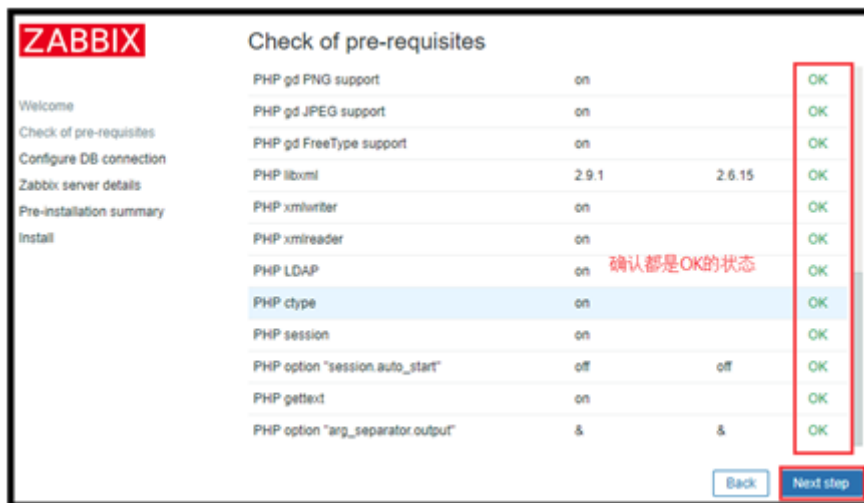 ZABBIX
Welcome
Check of pre-requisites
Configure DB connection
Zabbix server details
Pre-installation summary
Install
Check of pre-requisites
PHP gd PNG support on OK
PHP gd JPEG support on OK
PHP gd FreeType support on OK
PHP libxml 2.9.1 2.6.15 OK
PHP xmlwriter on OK
PHP xmlreader on OK
PHP LDAP on OK
确认都是OK的状态
PHP ctype on OK
PHP session on OK
PHP option "session.auto_start" off off OK
PHP gettext on OK
PHP option "arg_separator.output" & & OK
Back Next step